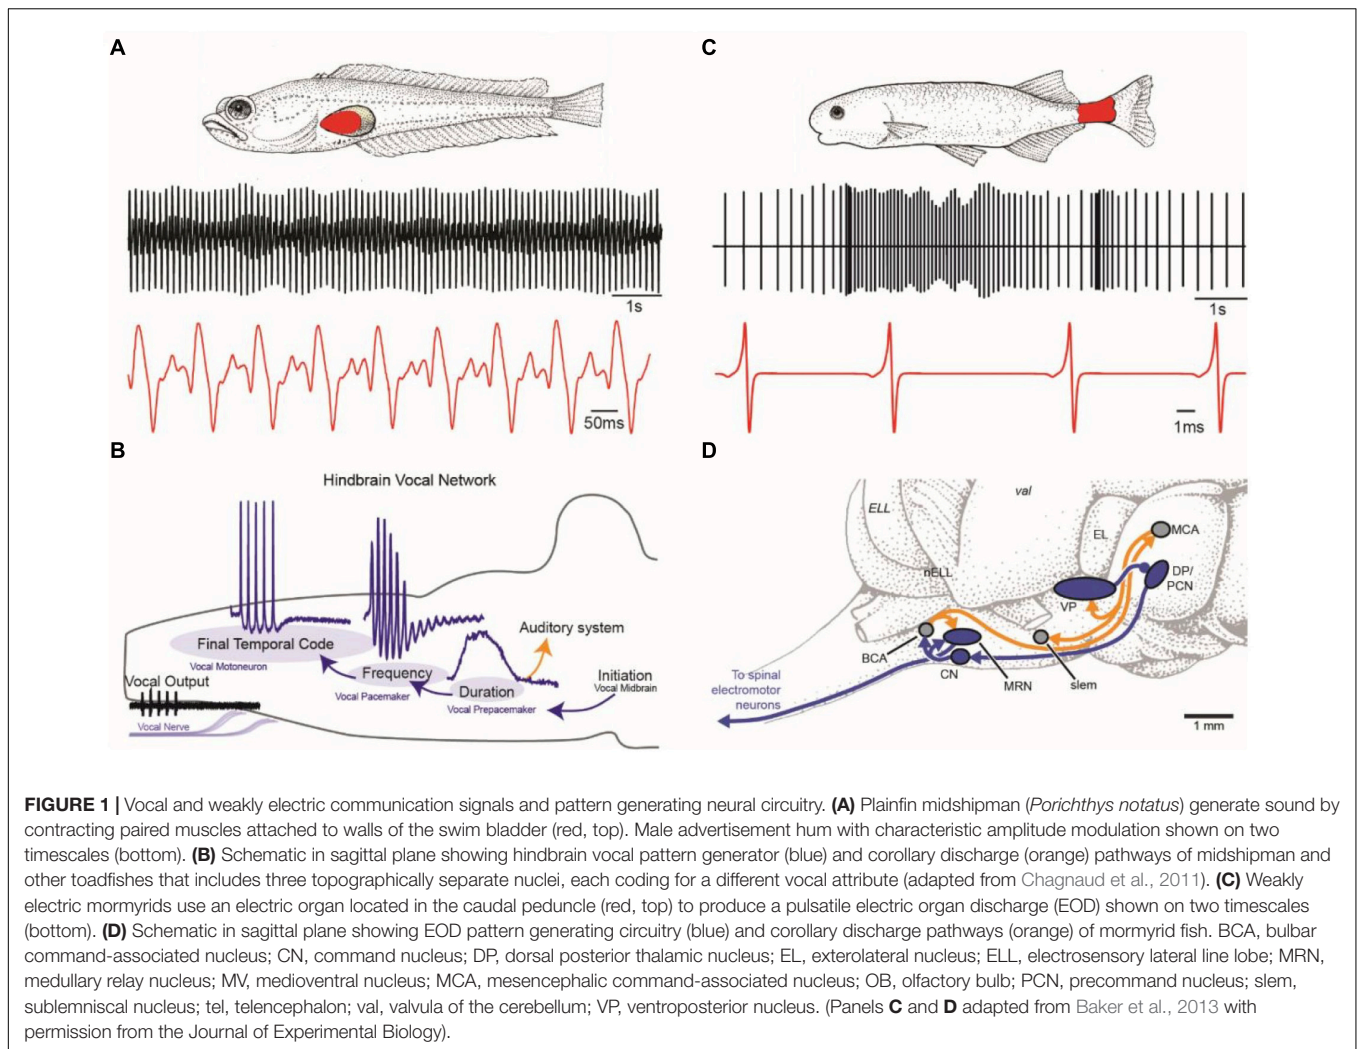 A
C
1s
1s
50ms
1ms
B
D
Hindbrain Vocal Network
Final Temporal Code
Vocal Motoneuron
Frequency
Vocal Pacemaker
Duration
Vocal Prepacemaker
Auditory system
Initiation
Vocal Midbrain
Vocal Output
Vocal Nerve
ELL
val
EL
MCA
nELL
DP/
PCN
VP
BCA
CN
MRN
slem
To spinal
electromotor
neurons
1 mm
FIGURE 1 | Vocal and weakly electric communication signals and pattern generating neural circuitry. (A) Plainfin midshipman (Porichthys notatus) generate sound by
contracting paired muscles attached to walls of the swim bladder (red, top). Male advertisement hum with characteristic amplitude modulation shown on two
timescales (bottom). (B) Schematic in sagittal plane showing hindbrain vocal pattern generator (blue) and corollary discharge (orange) pathways of midshipman and
other toadfishes that includes three topographically separate nuclei, each coding for a different vocal attribute (adapted from Chagnaud et al., 2011). (C) Weakly
electric mormyrids use an electric organ located in the caudal peduncle (red, top) to produce a pulsatile electric organ discharge (EOD) shown on two timescales
(bottom). (D) Schematic in sagittal plane showing EOD pattern generating circuitry (blue) and corollary discharge pathways (orange) of mormyrid fish. BCA, bulbar
command-associated nucleus; CN, command nucleus; DP, dorsal posterior thalamic nucleus; EL, exterolateral nucleus; ELL, electrosensory lateral line lobe; MRN,
medullary relay nucleus; MV, medioventral nucleus; MCA, mesencephalic command-associated nucleus; OB, olfactory bulb; PCN, precommand nucleus; slem,
sublemniscal nucleus; tel, telencephalon; val, valvula of the cerebellum; VP, ventroposterior nucleus. (Panels C and D adapted from Baker et al., 2013 with
permission from the Journal of Experimental Biology).